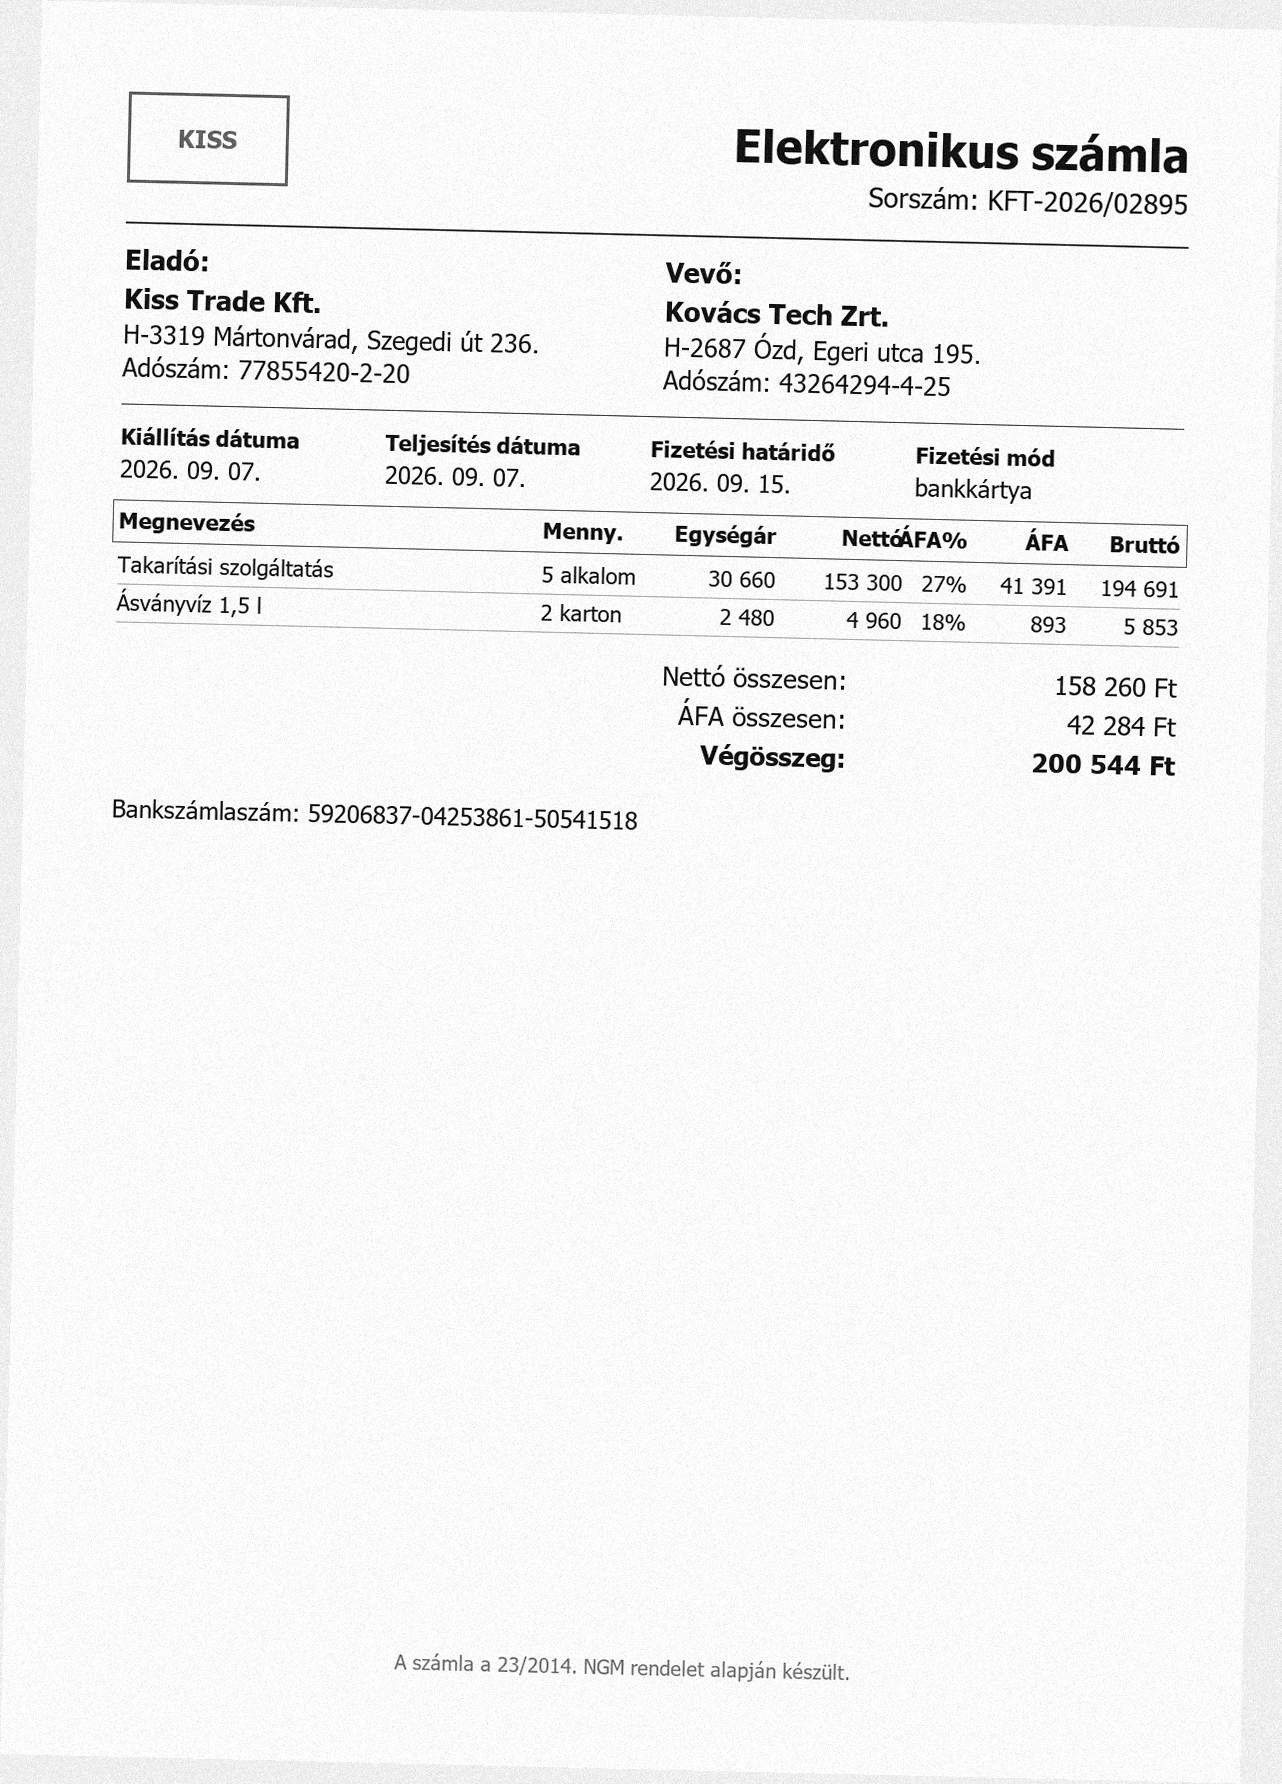 KISS
Elektronikus számla
Sorszám: KFT-2026/02895
Eladó:
Kiss Trade Kft.
H-3319 Mártonvárad, Szegedi út 236.
Adószám: 77855420-2-20
Vevő:
Kovács Tech Zrt.
H-2687 Ózd, Egeri utca 195.
Adószám: 43264294-4-25
Kiállítás dátuma Teljesítés dátuma Fizetési határidő Fizetési mód
2026. 09. 07. 2026. 09. 07. 2026. 09. 15. bankkártya
Megnevezés Menny. Egységár Nettó ÁFA% ÁFA Bruttó
Takarítási szolgáltatás 5 alkalom 30 660 153 300 27% 41 391 194 691
Ásványvíz 1,5 l 2 karton 2 480 4 960 18% 893 5 853
Nettó összesen: 158 260 Ft
ÁFA összesen: 42 284 Ft
Végösszeg: 200 544 Ft
Bankszámlaszám: 59206837-04253861-50541518
A számla a 23/2014. NGM rendelet alapján készült.